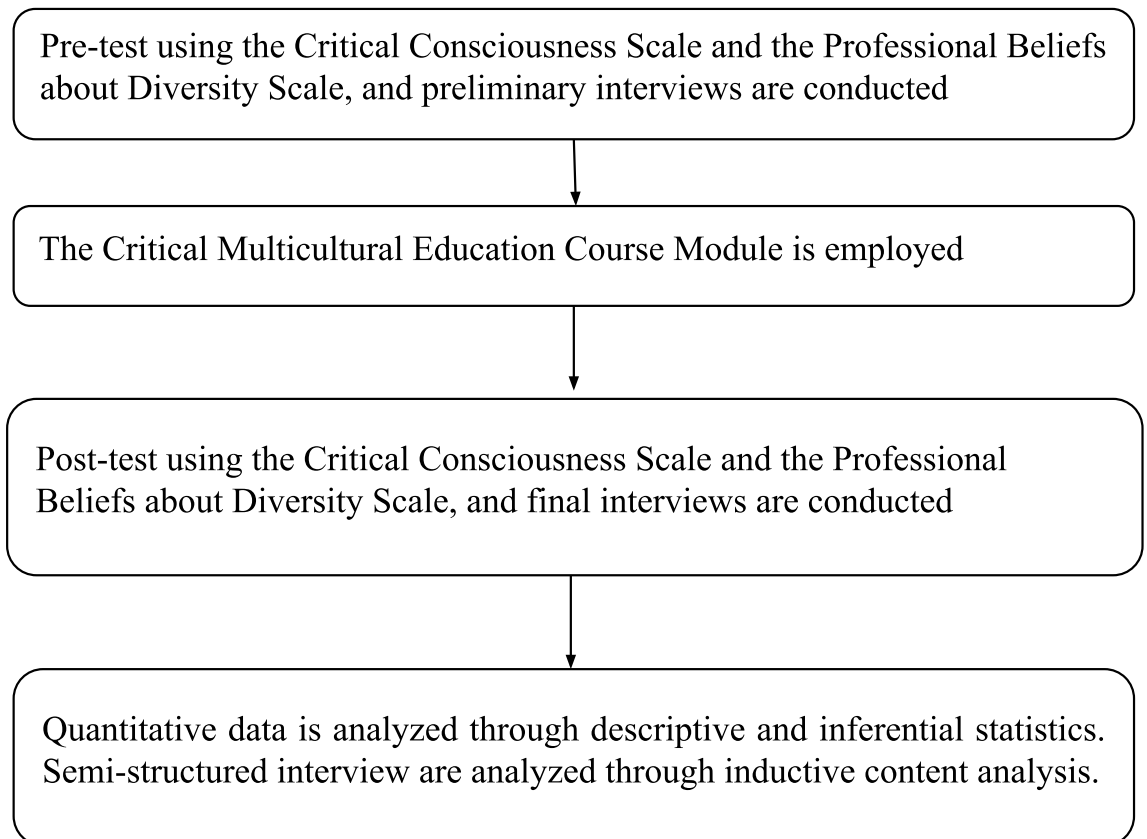 Pre-test using the Critical Consciousness Scale and the Professional Beliefs
about Diversity Scale, and preliminary interviews are conducted
The Critical Multicultural Education Course Module is employed
Post-test using the Critical Consciousness Scale and the Professional
Beliefs about Diversity Scale, and final interviews are conducted
Quantitative data is analyzed through descriptive and inferential statistics.
Semi-structured interview are analyzed through inductive content analysis.